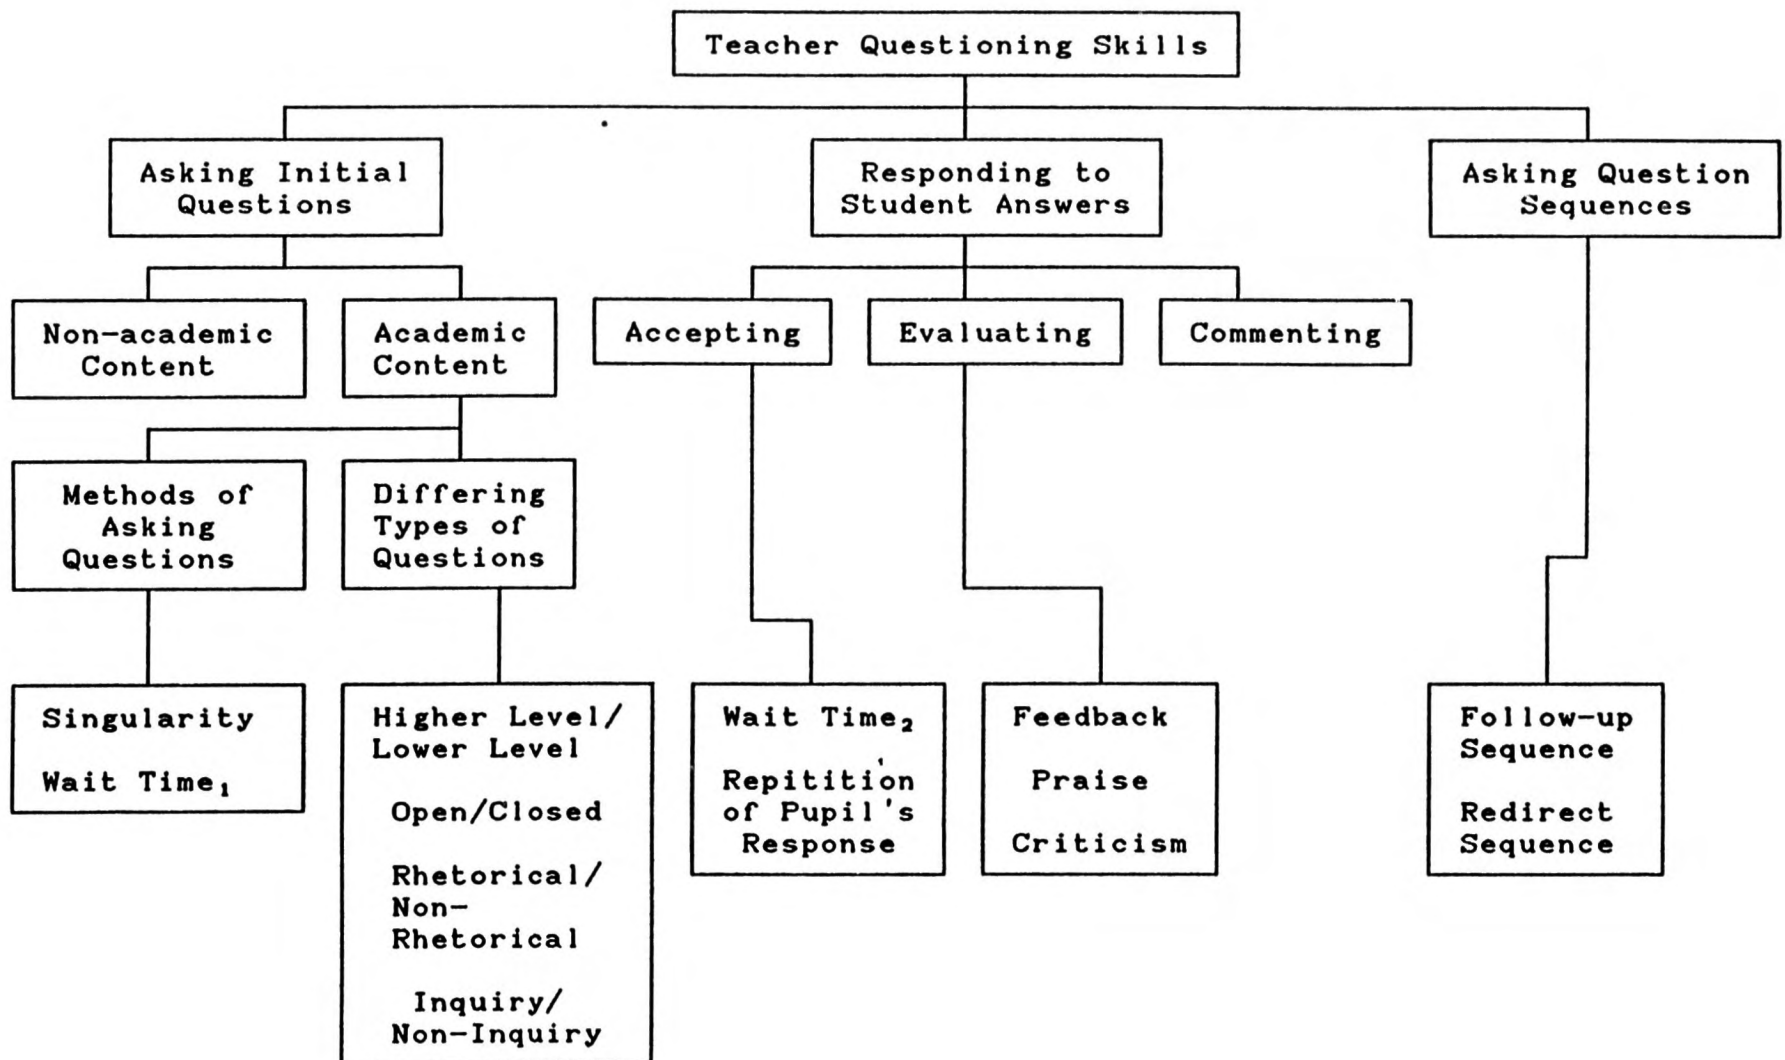 Teacher Questioning Skills
Asking Initial
Questions
Responding to
Student Answers
Asking Question
Sequences
Non-academic
Content
Academic
Content
Accepting
Evaluating
Commenting
Methods of
Asking
Questions
Differing
Types of
Questions
Singularity
Wait Time₁
Higher Level/
Lower Level
Open/Closed
Rhetorical/
Non-
Rhetorical
Inquiry/
Non-Inquiry
Wait Time₂
Repitition
of Pupil's
Response
Feedback
Praise
Criticism
Follow-up
Sequence
Redirect
Sequence